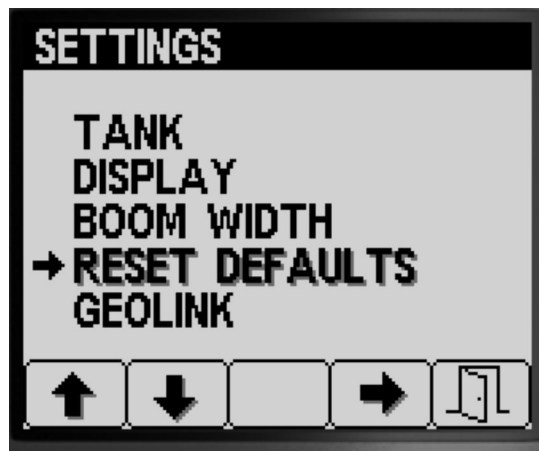 SETTINGS
TANK
DISPLAY
BOOM WIDTH
RESET DEFAULTS
GEOLINK